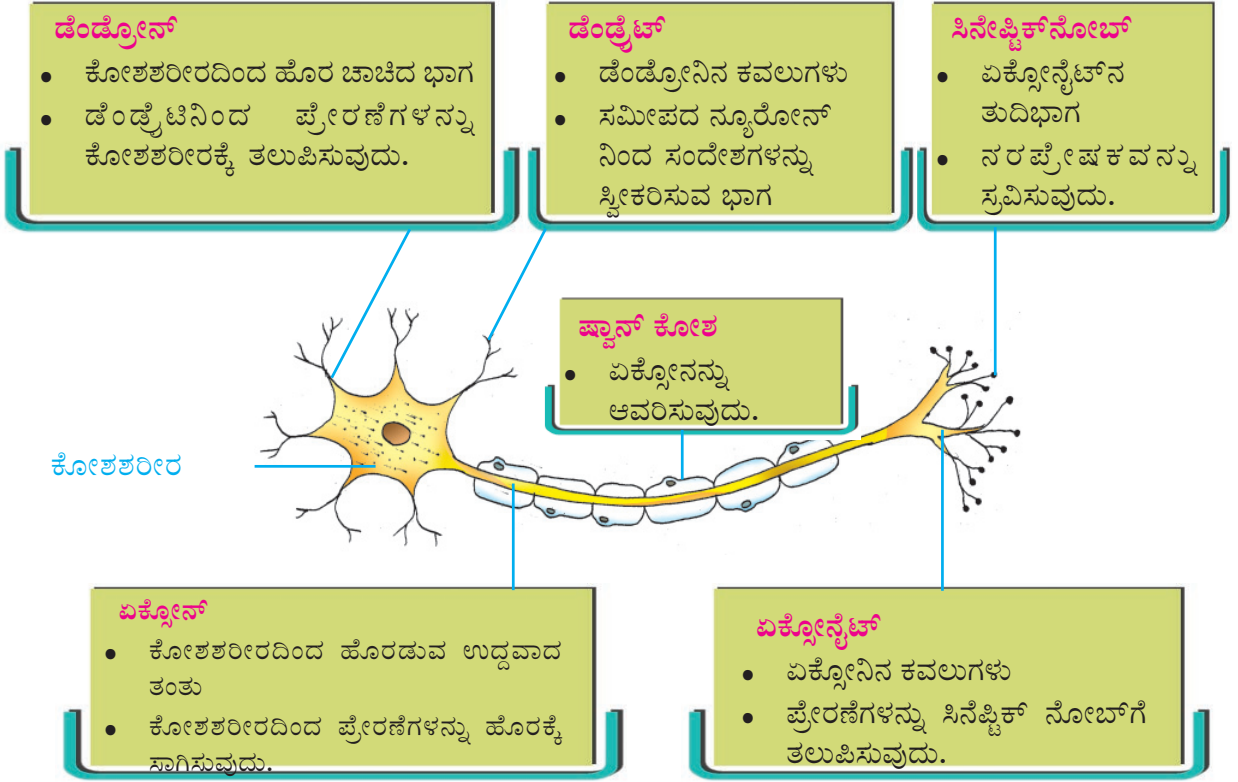 ಡೆಂಡ್ರೋನ್
• ಕೋಶಶರೀರದಿಂದ ಹೊರ ಚಾಚಿದ ಭಾಗ
• ಡೆಂಡ್ರೈಟಿನಿಂದ ಪ್ರೇರಣೆಗಳನ್ನು
ಕೋಶಶರೀರಕ್ಕೆ ತಲುಪಿಸುವುದು.
ಡೆಂಡ್ರೈಟ್
• ಡೆಂಡ್ರೋನಿನ ಕವಲುಗಳು
• ಸಮೀಪದ ನ್ಯೂರೋನ್
ನಿಂದ ಸಂದೇಶಗಳನ್ನು
ಸ್ವೀಕರಿಸುವ ಭಾಗ
ಸಿನೇಪ್ಟಿಕ್‌ನೋಬ್
• ಏಕ್ಸೋನೈಟ್‌ನ
ತುದಿಭಾಗ
• ನರಪ್ರೇಷಕವನ್ನು
ಸ್ರವಿಸುವುದು.
ಷ್ವಾನ್ ಕೋಶ
• ಏಕ್ಸೋನನ್ನು
ಆವರಿಸುವುದು.
ಕೋಶಶರೀರ
ಏಕ್ಸೋನ್
• ಕೋಶಶರೀರದಿಂದ ಹೊರಡುವ ಉದ್ದವಾದ
ತಂತು
• ಕೋಶಶರೀರದಿಂದ ಪ್ರೇರಣೆಗಳನ್ನು ಹೊರಕ್ಕೆ
ಸಾಗಿಸುವುದು.
ಏಕ್ಸೋನೈಟ್
• ಏಕ್ಸೋನಿನ ಕವಲುಗಳು
• ಪ್ರೇರಣೆಗಳನ್ನು ಸಿನೆಪ್ಟಿಕ್ ನೋಬ್‌ಗೆ
ತಲುಪಿಸುವುದು.